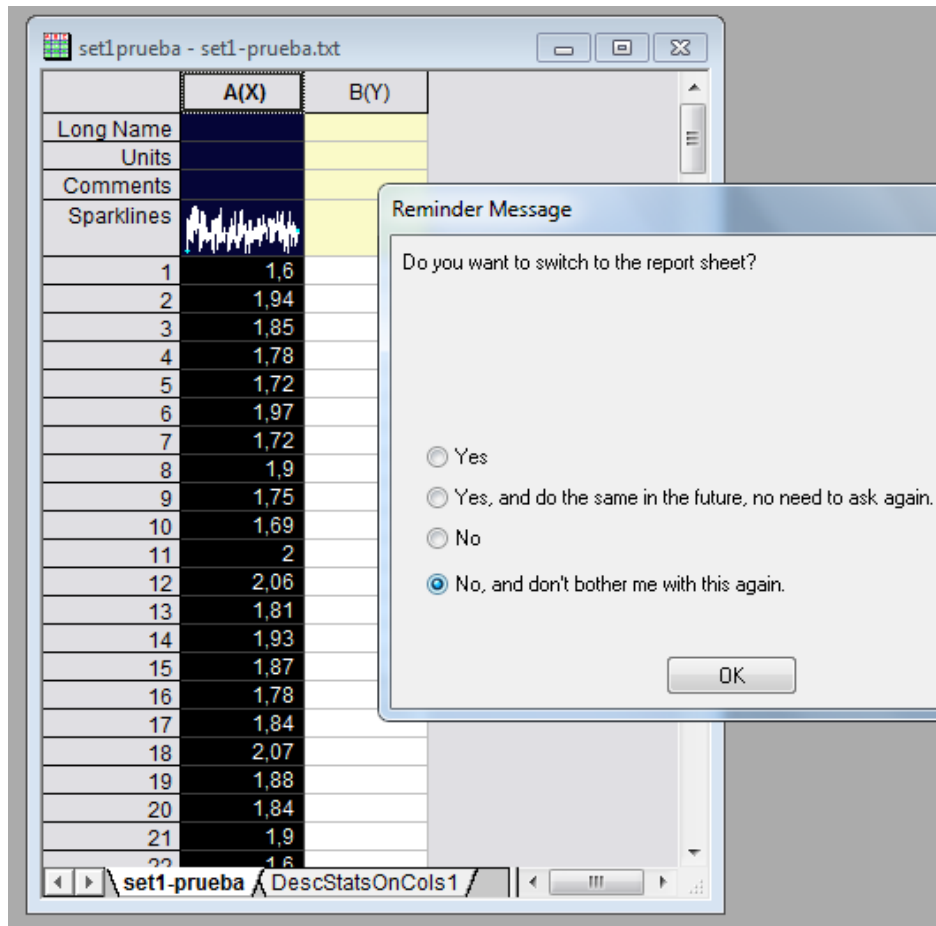 set1prueba - set1-prueba.txt
A(X) B(Y)
Long Name
Units
Comments
Sparklines
1 1,6
2 1,94
3 1,85
4 1,78
5 1,72
6 1,97
7 1,72
8 1,9
9 1,75
10 1,69
11 2
12 2,06
13 1,81
14 1,93
15 1,87
16 1,78
17 1,84
18 2,07
19 1,88
20 1,84
21 1,9
22 1,6
set1-prueba DescStatsOnCols1
Reminder Message
Do you want to switch to the report sheet?
Yes
Yes, and do the same in the future, no need to ask again.
No
No, and don't bother me with this again.
OK